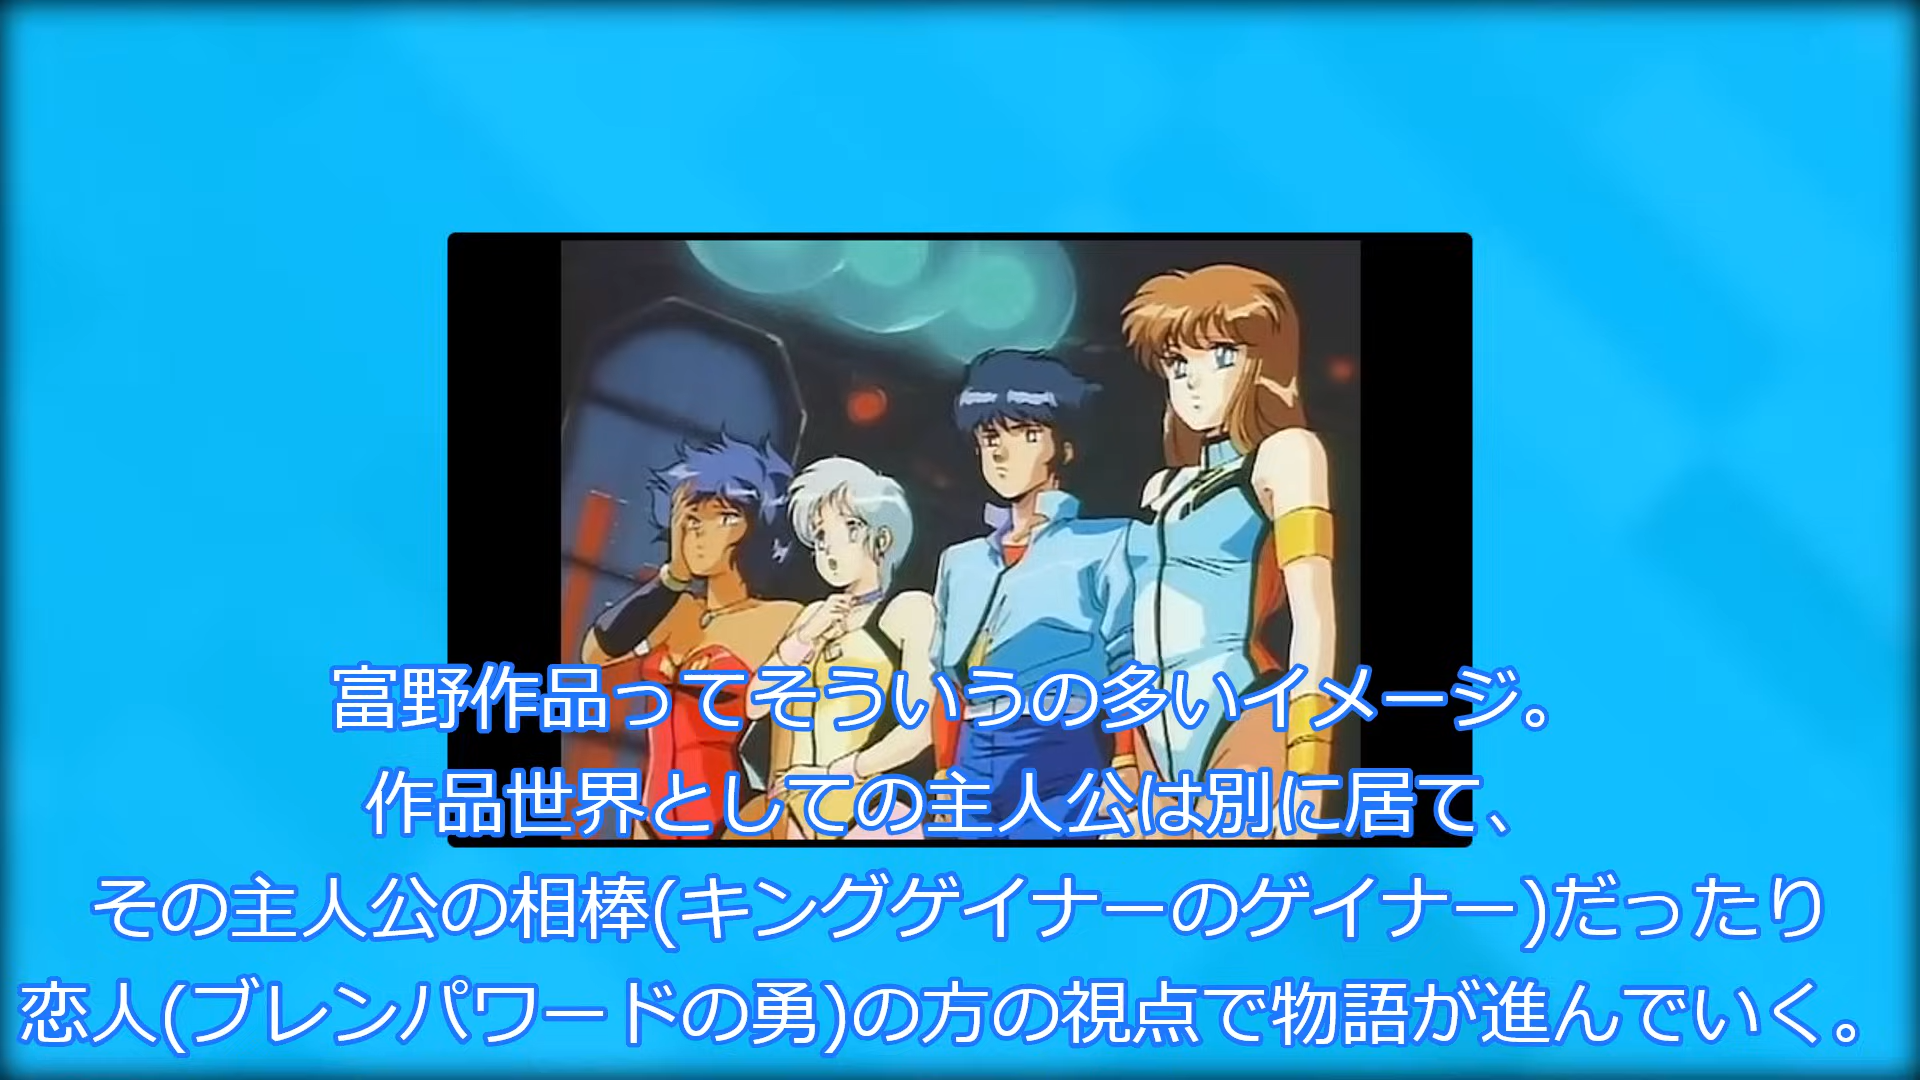 富野作品ってそういうの多いイメージ。
作品世界としての主人公は別に居て、
その主人公の相棒(キングゲイナーのゲイナー)だったり
恋人(ブレンパワードの勇)の方の視点で物語が進んでいく。